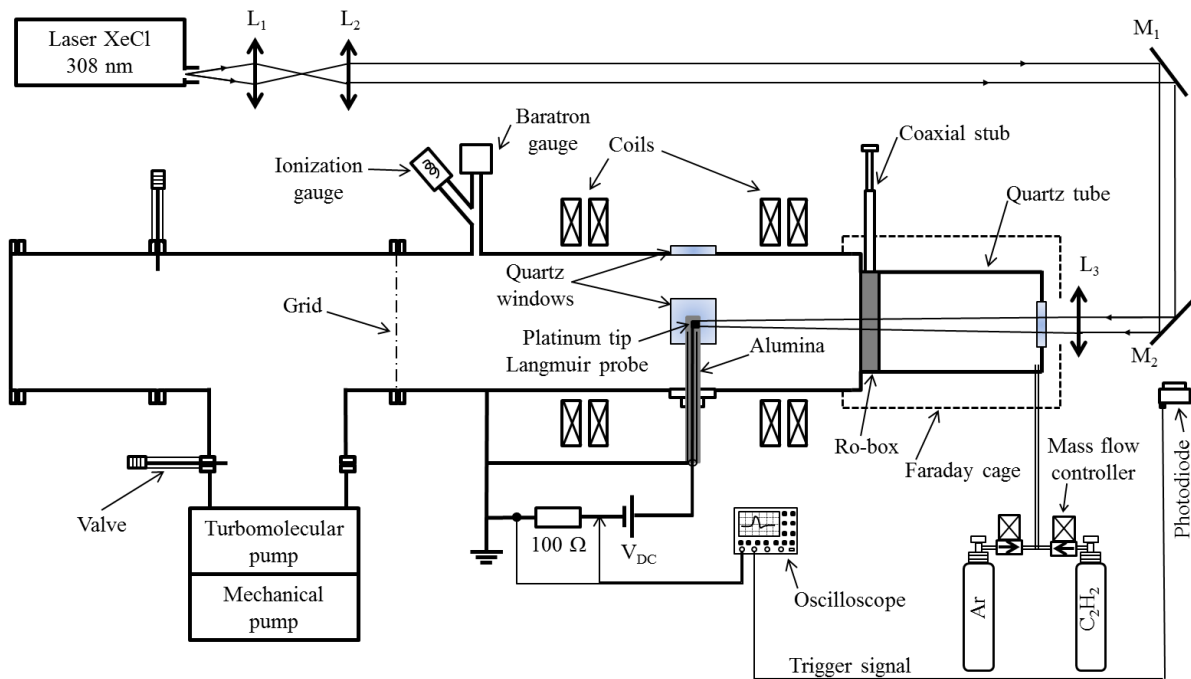 Laser XeCl
308 nm
L₁
L₂
M₁
Baratron
gauge
Ionization
gauge
Coils
Coaxial stub
Quartz tube
Quartz
windows
Grid
L₃
Platinum tip
Langmuir probe
Alumina
M₂
Ro-box
Faraday cage
Mass flow
controller
Photodiode
Valve
Turbomolecular
pump
Mechanical
pump
100 Ω
V_DC
Oscilloscope
Ar
C₂H₂
Trigger signal